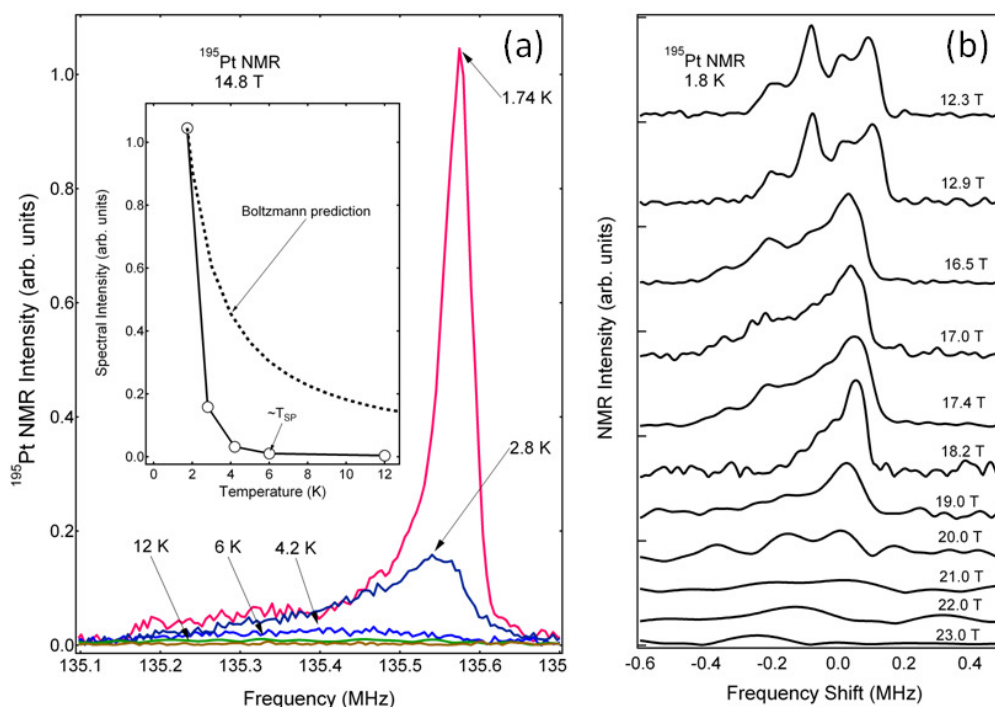 (a)
¹⁹⁵Pt NMR
14.8 T
1.74 K
Boltzmann prediction
~T_SP
Spectral Intensity (arb. units)
1.0
0.8
0.6
0.4
0.2
0.0
0 2 4 6 8 10 12
Temperature (K)
2.8 K
12 K
6 K
4.2 K
¹⁹⁵Pt NMR Intensity (arb. units)
1.0
0.8
0.6
0.4
0.2
0.0
135.1 135.2 135.3 135.4 135.5 135.6 135
Frequency (MHz)
(b)
¹⁹⁵Pt NMR
1.8 K
12.3 T
12.9 T
16.5 T
17.0 T
17.4 T
18.2 T
19.0 T
20.0 T
21.0 T
22.0 T
23.0 T
NMR Intensity (arb. units)
-0.6 -0.4 -0.2 0.0 0.2 0.4
Frequency Shift (MHz)